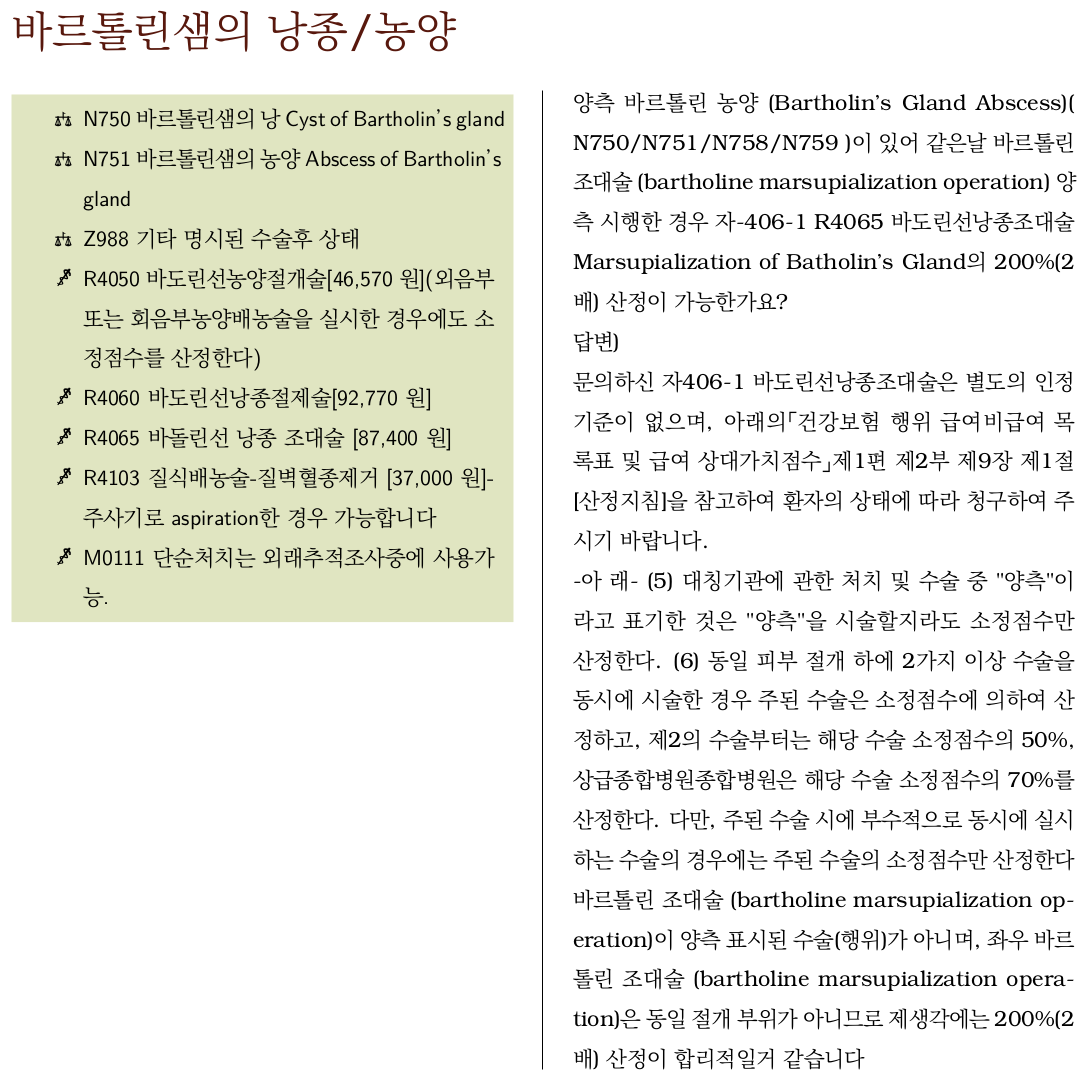 바르톨린샘의 낭종/농양
N750 바르톨린샘의 낭 Cyst of Bartholin's gland
N751 바르톨린샘의 농양 Abscess of Bartholin's
gland
Z988 기타 명시된 수술후 상태
R4050 바도린선농양절개술[46,570 원](외음부
또는 회음부농양배농술을 실시한 경우에도 소
정점수를 산정한다)
R4060 바도린선낭종절제술[92,770 원]
R4065 바돌린선 낭종 조대술 [87,400 원]
R4103 질식배농술-질벽혈종제거 [37,000 원]-
주사기로 aspiration한 경우 가능합니다
M0111 단순처치는 외래추적조사중에 사용가
능.
양측 바르톨린 농양 (Bartholin's Gland Abscess)(
N750/N751/N758/N759 )이 있어 같은날 바르톨린
조대술 (bartholine marsupialization operation) 양
측 시행한 경우 자-406-1 R4065 바도린선낭종조대술
Marsupialization of Batholin's Gland의 200%(2
배) 산정이 가능한가요?
답변)
문의하신 자406-1 바도린선낭종조대술은 별도의 인정
기준이 없으며, 아래의「건강보험 행위 급여비급여 목
록표 및 급여 상대가치점수」제1편 제2부 제9장 제1절
[산정지침]을 참고하여 환자의 상태에 따라 청구하여 주
시기 바랍니다.
-아 래- (5) 대칭기관에 관한 처치 및 수술 중 "양측"이
라고 표기한 것은 "양측"을 시술할지라도 소정점수만
산정한다. (6) 동일 피부 절개 하에 2가지 이상 수술을
동시에 시술한 경우 주된 수술은 소정점수에 의하여 산
정하고, 제2의 수술부터는 해당 수술 소정점수의 50%,
상급종합병원종합병원은 해당 수술 소정점수의 70%를
산정한다. 다만, 주된 수술 시에 부수적으로 동시에 실시
하는 수술의 경우에는 주된 수술의 소정점수만 산정한다
바르톨린 조대술 (bartholine marsupialization op-
eration)이 양측 표시된 수술(행위)가 아니며, 좌우 바르
톨린 조대술 (bartholine marsupialization opera-
tion)은 동일 절개 부위가 아니므로 제생각에는 200%(2
배) 산정이 합리적일거 같습니다